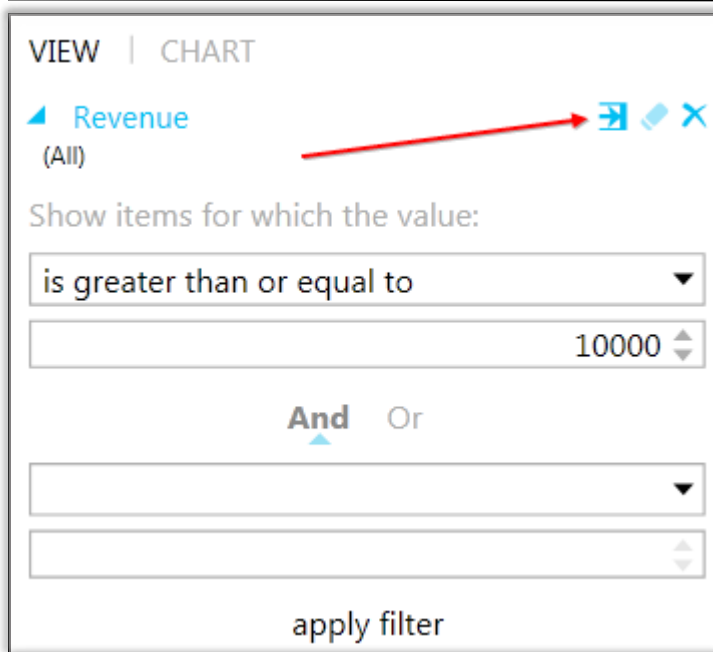 VIEW | CHART
Revenue
(All)
Show items for which the value:
is greater than or equal to
10000
And Or
apply filter